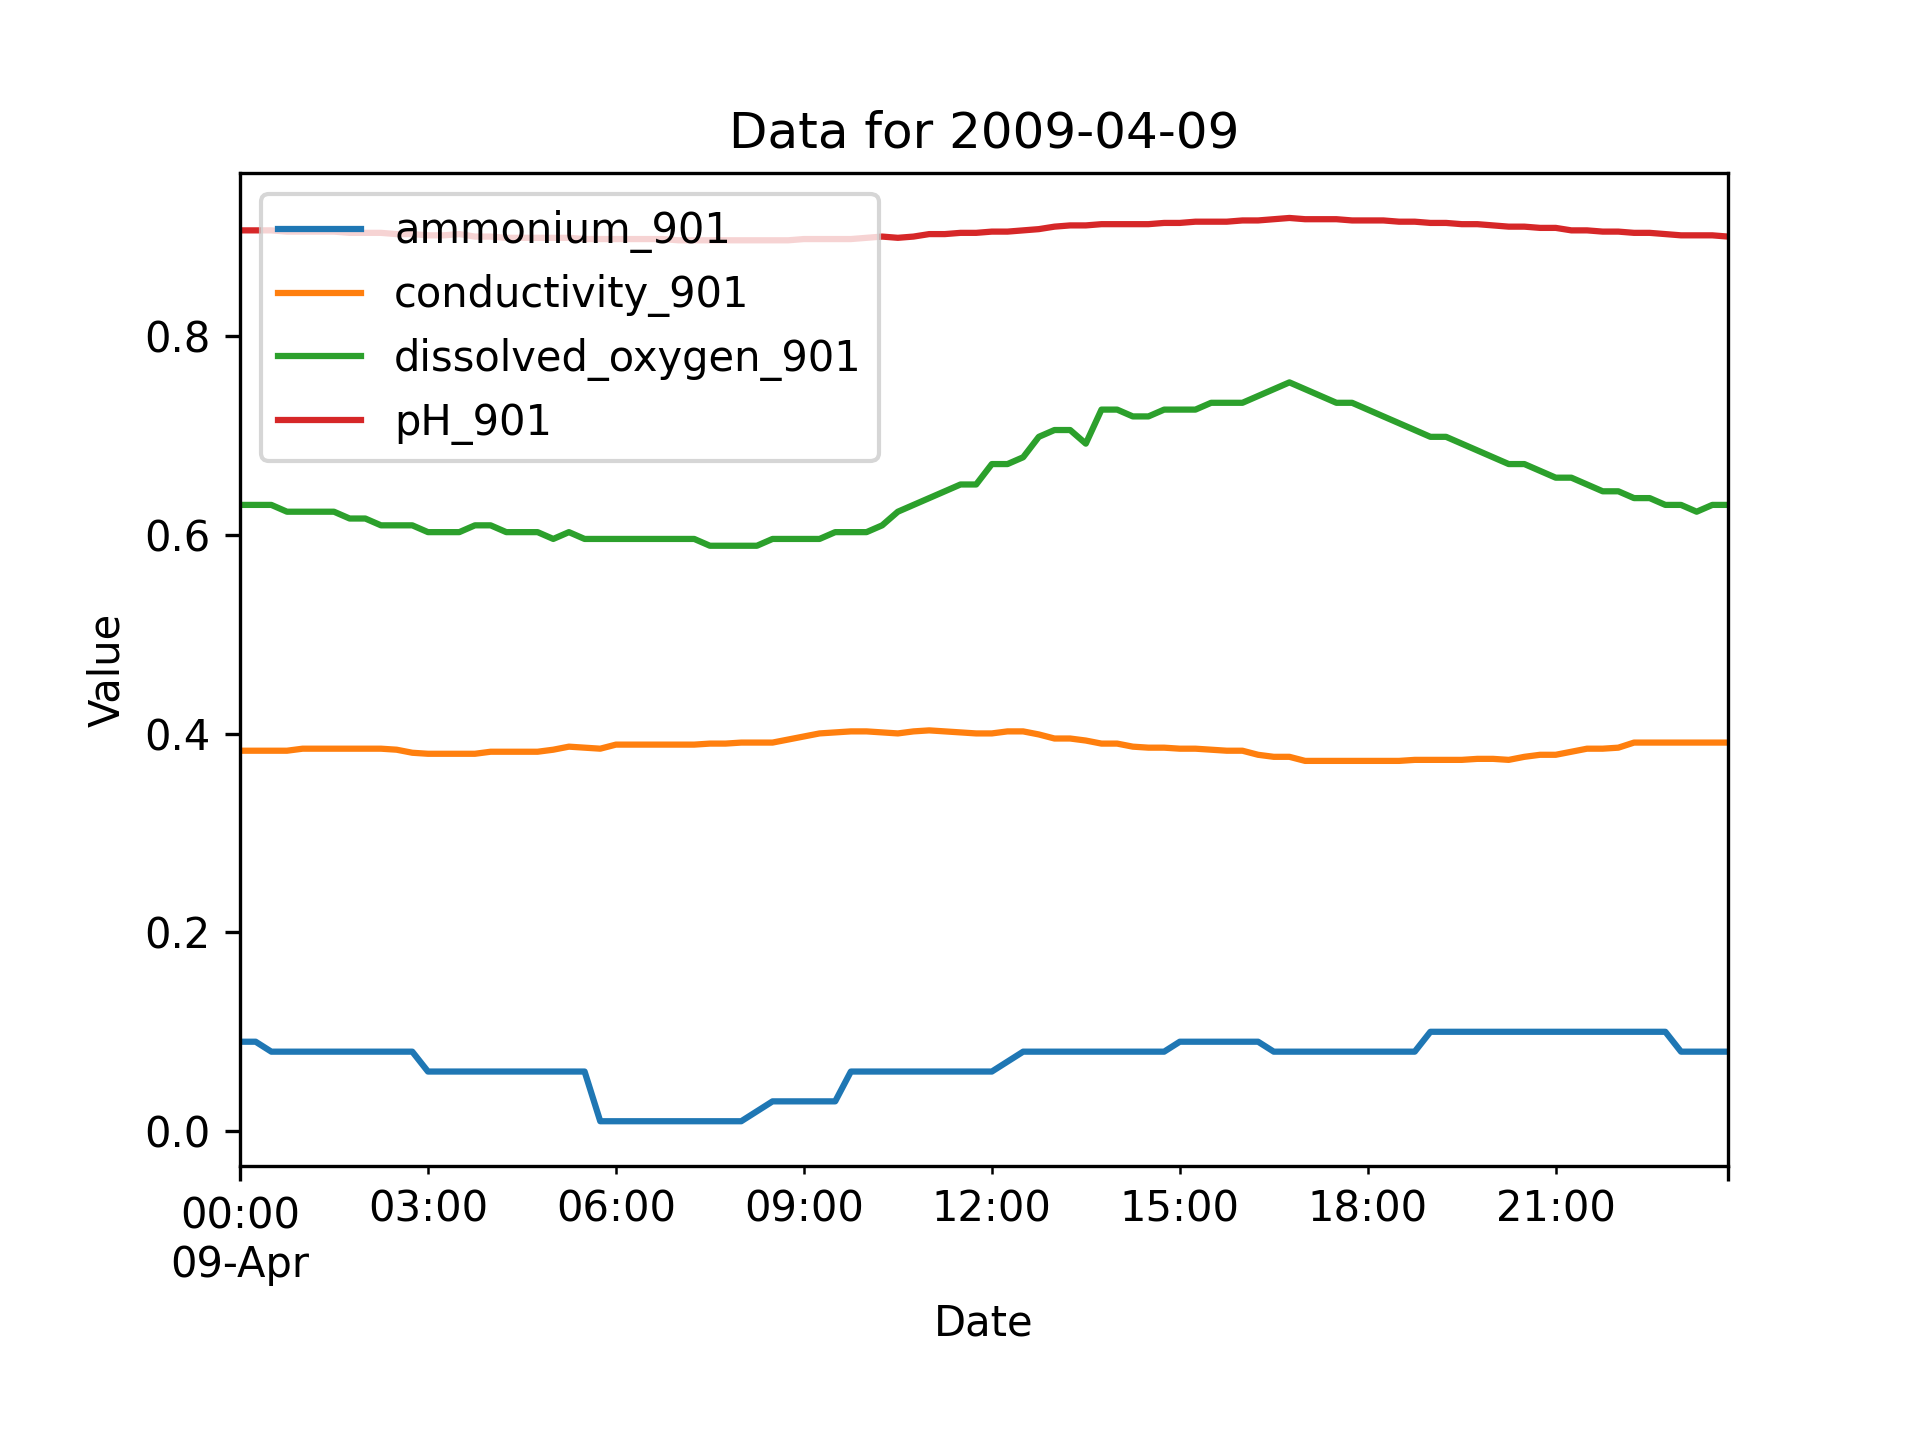 Data for 2009-04-09
ammonium_901
conductivity_901
dissolved_oxygen_901
pH_901
0.8
0.6
0.4
0.2
0.0
Value
00:00 03:00 06:00 09:00 12:00 15:00 18:00 21:00
09-Apr
Date